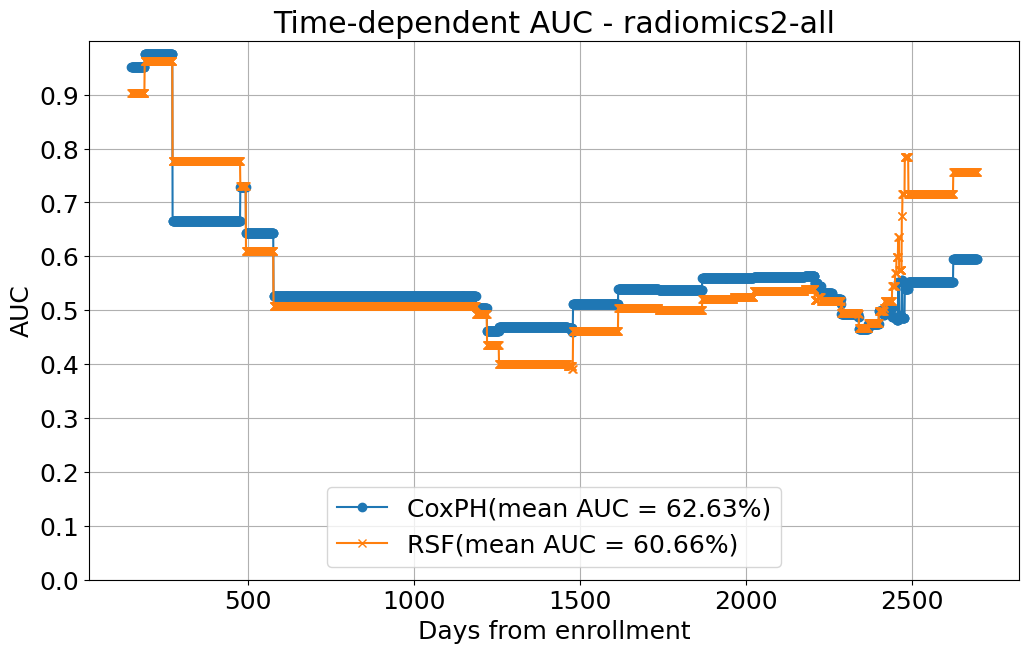 Time-dependent AUC - radiomics2-all
AUC
0.9
0.8
0.7
0.6
0.5
0.4
0.3
0.2
0.1
0.0
CoxPH(mean AUC = 62.63%)
RSF(mean AUC = 60.66%)
500 1000 1500 2000 2500
Days from enrollment